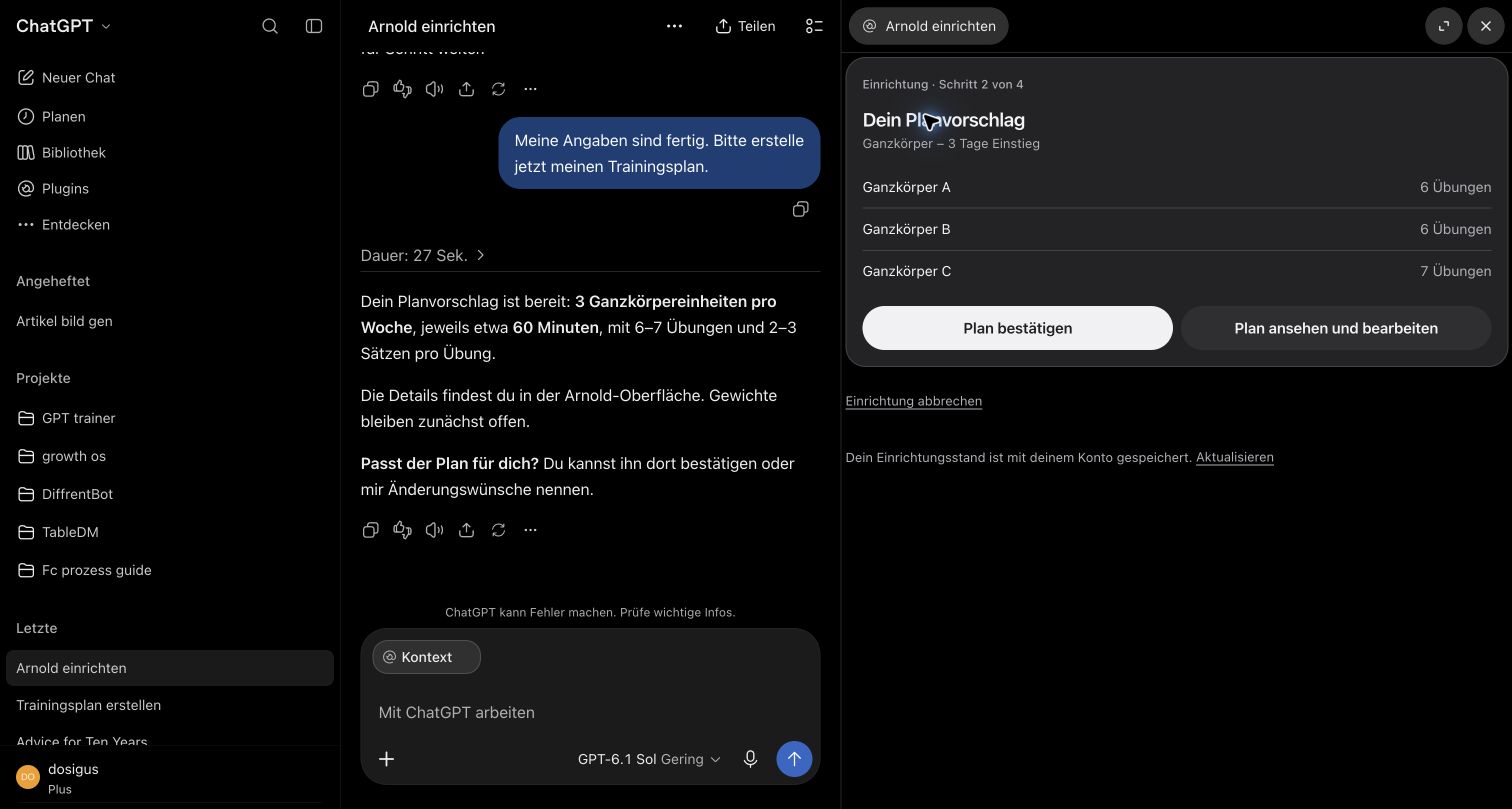 ChatGPT
Neuer Chat
Planen
Bibliothek
Plugins
Entdecken
Angeheftet
Artikel bild gen
Projekte
GPT trainer
growth os
DiffrentBot
TableDM
Fc prozess guide
Letzte
Arnold einrichten
Trainingsplan erstellen
Advice for Ten Years
DO
dosigus
Plus
Arnold einrichten
Teilen
für Schritt weiter.
Meine Angaben sind fertig. Bitte erstelle
jetzt meinen Trainingsplan.
Dauer: 27 Sek.
Dein Planvorschlag ist bereit: 3 Ganzkörpereinheiten pro
Woche, jeweils etwa 60 Minuten, mit 6–7 Übungen und 2–3
Sätzen pro Übung.
Die Details findest du in der Arnold-Oberfläche. Gewichte
bleiben zunächst offen.
Passt der Plan für dich? Du kannst ihn dort bestätigen oder
mir Änderungswünsche nennen.
ChatGPT kann Fehler machen. Prüfe wichtige Infos.
Kontext
Mit ChatGPT arbeiten
GPT-6.1 Sol Gering
Arnold einrichten
Einrichtung · Schritt 2 von 4
Dein Planvorschlag
Ganzkörper – 3 Tage Einstieg
Ganzkörper A
6 Übungen
Ganzkörper B
6 Übungen
Ganzkörper C
7 Übungen
Plan bestätigen
Plan ansehen und bearbeiten
Einrichtung abbrechen
Dein Einrichtungsstand ist mit deinem Konto gespeichert. Aktualisieren